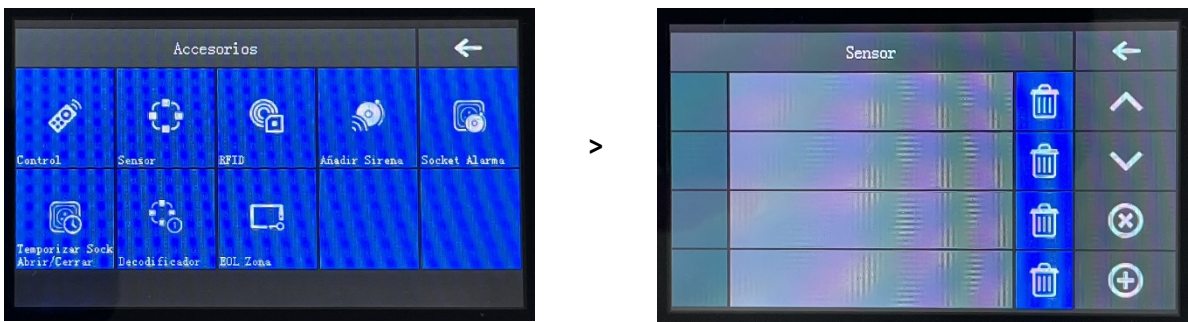 Accesorios
Control
Sensor
RFID
Añadir Sirena
Socket Alarma
Temporizar Sock
Abrir/Cerrar
Decodificador
EOL Zona
>
Sensor